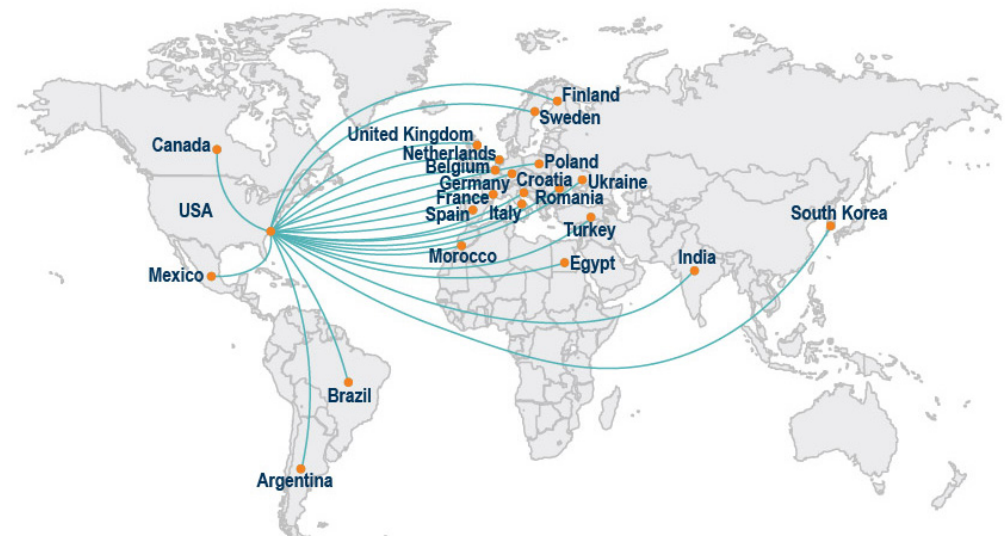 Finland
Sweden
United Kingdom
Canada
Netherlands
Poland
Belgium
Croatia
Germany
Ukraine
France
Romania
USA
Spain
Italy
South Korea
Turkey
Morocco
India
Egypt
Mexico
Brazil
Argentina